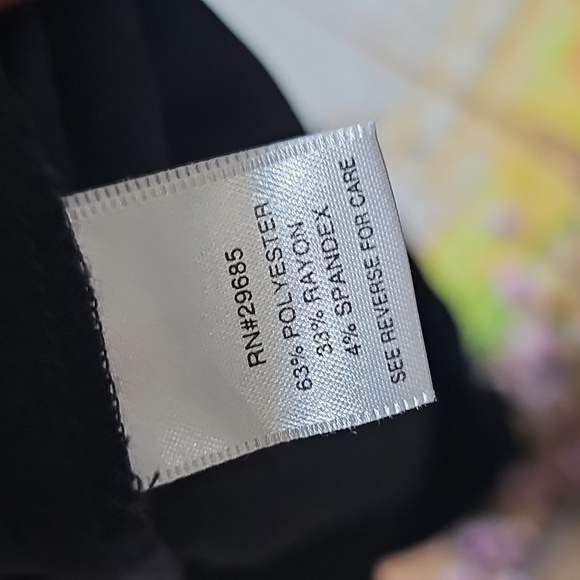 RN#29685
63% POLYESTER
33% RAYON
4% SPANDEX
SEE REVERSE FOR CARE